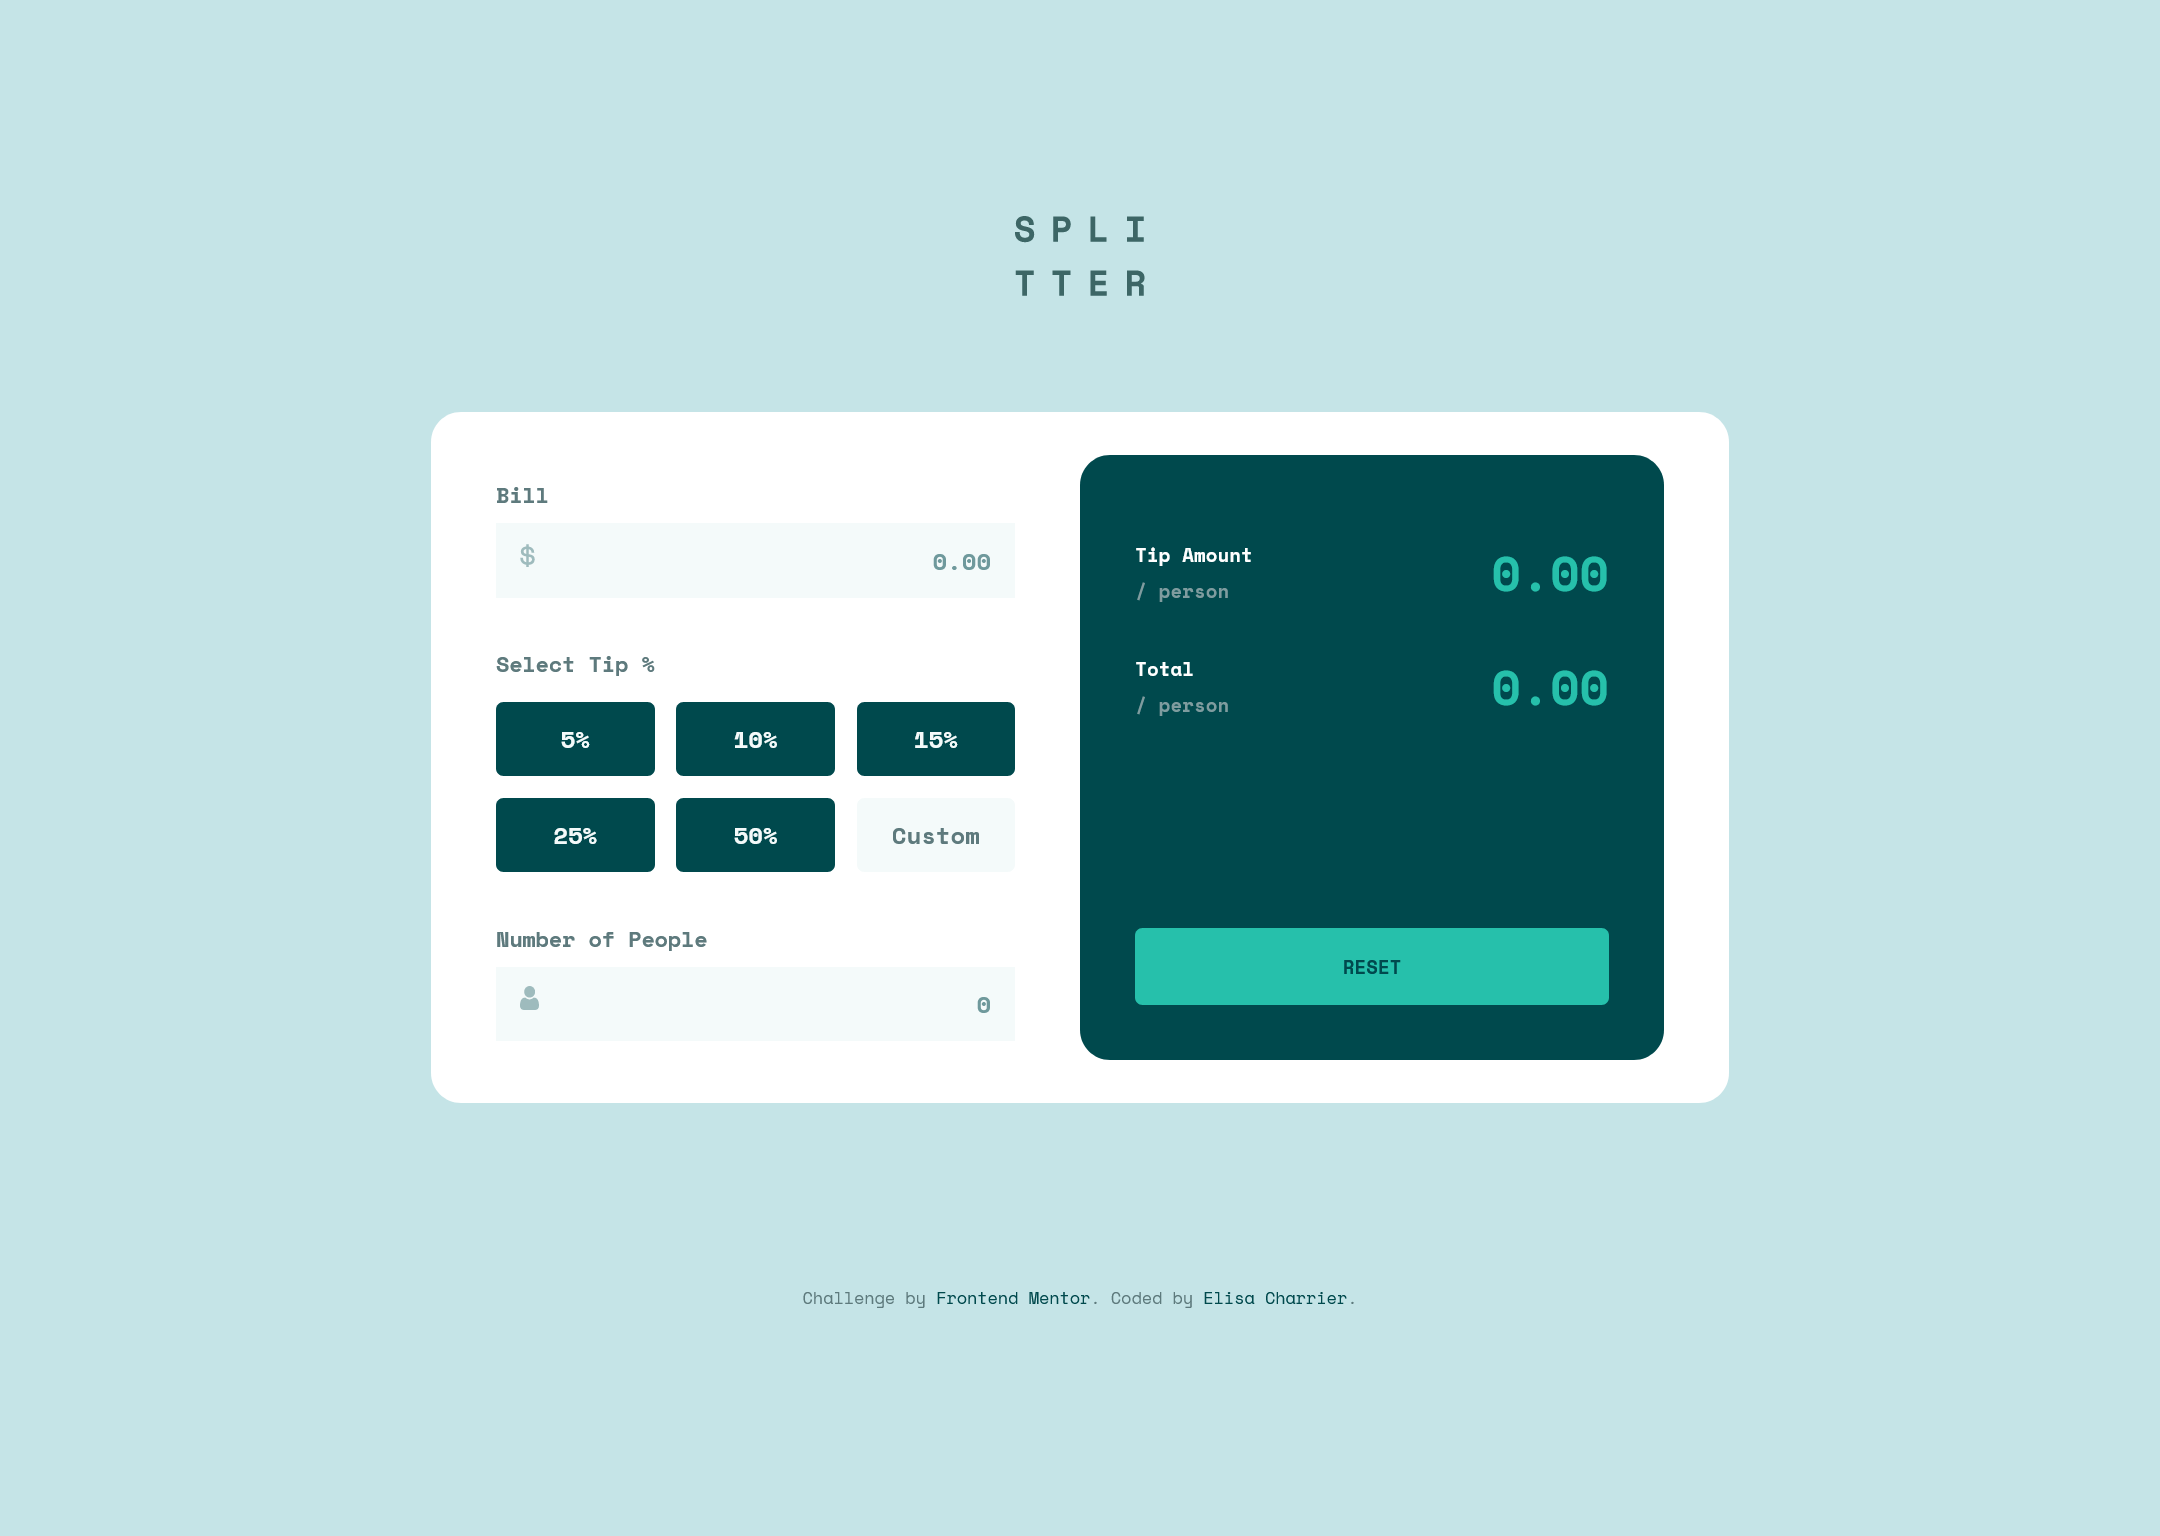 SPLI
TTER
Bill
$
0.00
Select Tip %
5%
10%
15%
25%
50%
Custom
Number of People
0
Tip Amount
/ person
0.00
Total
/ person
0.00
RESET
Challenge by Frontend Mentor. Coded by Elisa Charrier.